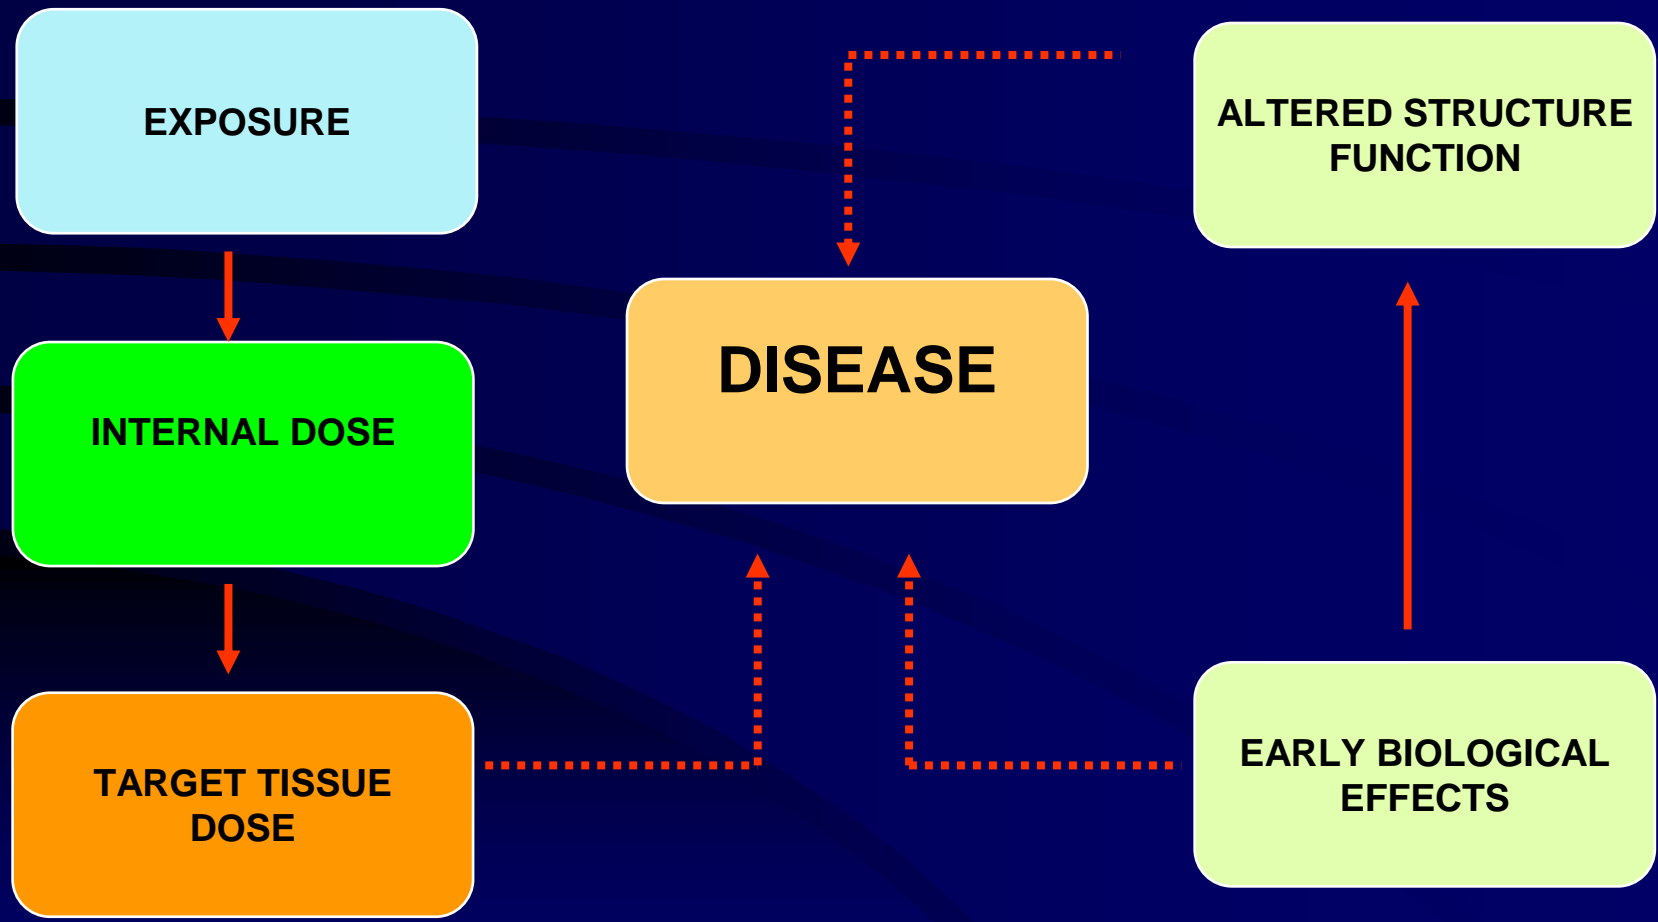 EXPOSURE
INTERNAL DOSE
TARGET TISSUE
DOSE
DISEASE
ALTERED STRUCTURE
FUNCTION
EARLY BIOLOGICAL
EFFECTS